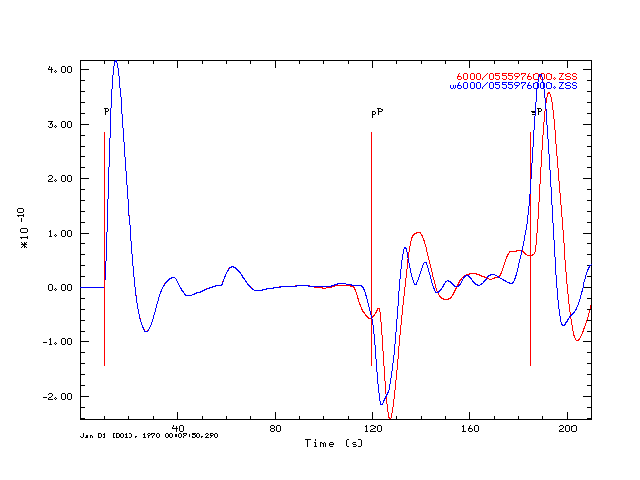 4.00
3.00
2.00
1.00
0.00
-1.00
-2.00
*10 -10
6000/0555976000.ZSS
w6000/0555976000.ZSS
P
pP
sP
40
80
120
160
200
Jan 01 (001), 1970 00:07:50.290
Time (s)